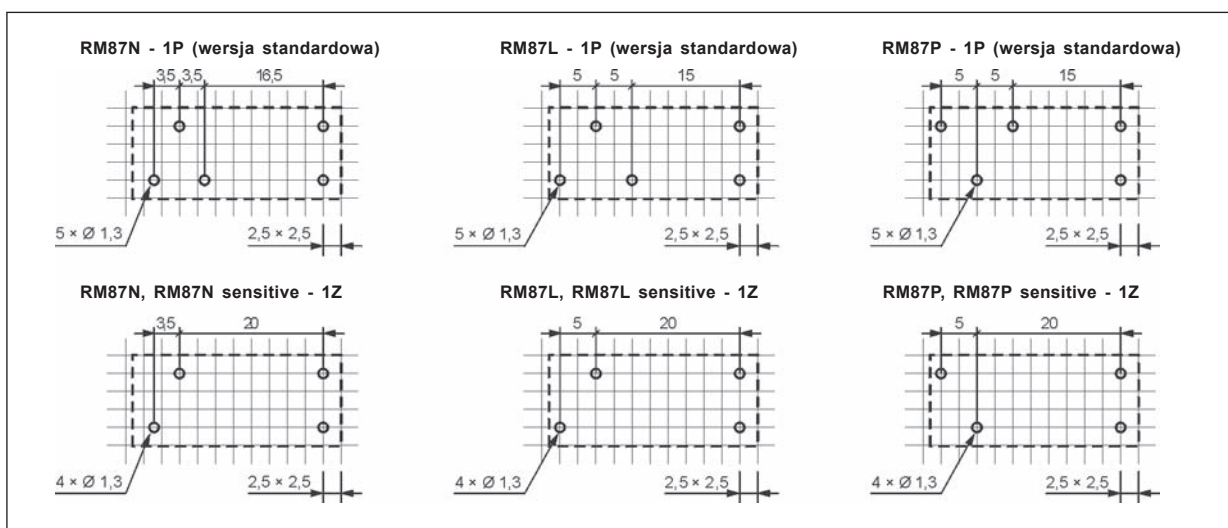 RM87N - 1P (wersja standardowa)
3,5 3,5 16,5
5 × Ø 1,3
2,5 × 2,5
RM87L - 1P (wersja standardowa)
5 5 15
5 × Ø 1,3
2,5 × 2,5
RM87P - 1P (wersja standardowa)
5 5 15
5 × Ø 1,3
2,5 × 2,5
RM87N, RM87N sensitive - 1Z
3,5 20
4 × Ø 1,3
2,5 × 2,5
RM87L, RM87L sensitive - 1Z
5 20
4 × Ø 1,3
2,5 × 2,5
RM87P, RM87P sensitive - 1Z
5 20
4 × Ø 1,3
2,5 × 2,5